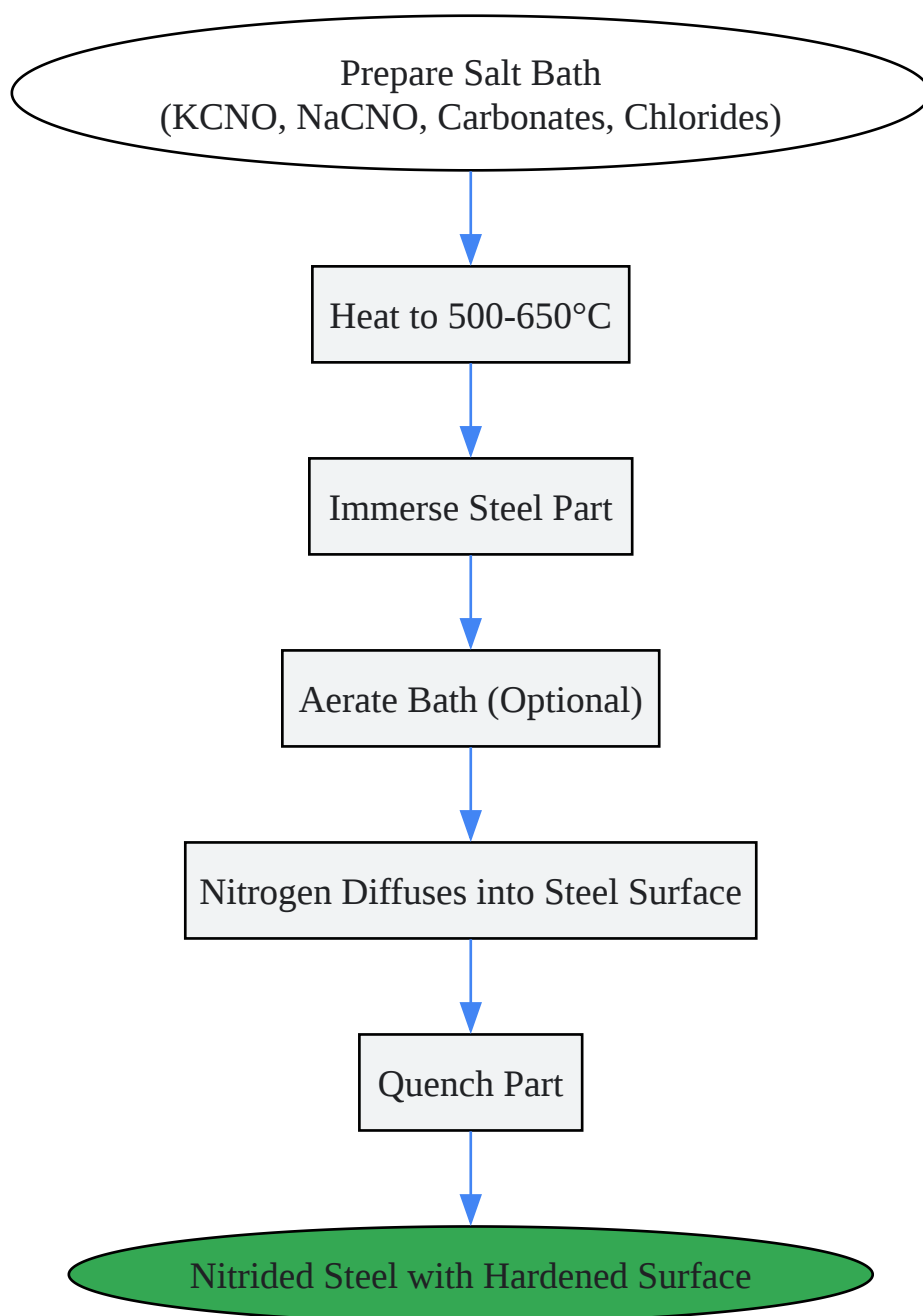 Prepare Salt Bath
(KCNO, NaCNO, Carbonates, Chlorides)
Heat to 500-650°C
Immerse Steel Part
Aerate Bath (Optional)
Nitrogen Diffuses into Steel Surface
Quench Part
Nitrided Steel with Hardened Surface